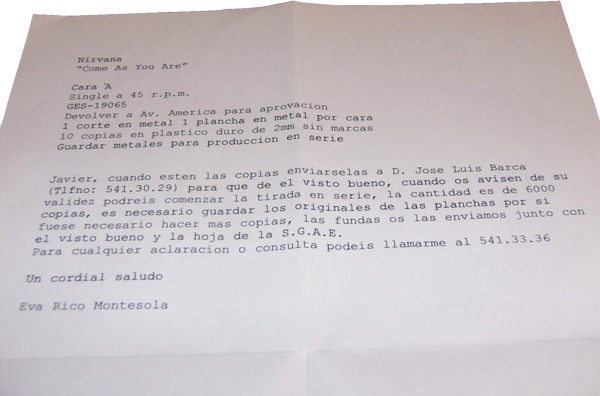 Nirvana
"Come As You Are"
Cara A
Single a 45 r.p.m.
GES-19065
Devolver a Av. America para aprovacion
1 corte en metal 1 plancha en metal por cara
10 copias en plastico duro de 2mm sin marcas
Guardar metales para produccion en serie
Javier, cuando esten las copias enviarselas a D. Jose Luis Barca
(Tlfno: 541.30.29) para que de el visto bueno, cuando os avisen de su
validez podreis comenzar la tirada en serie, la cantidad es de 6000
copias, es necesario guardar los originales de las planchas por si
fuese necesario hacer mas copias, las fundas os las enviamos junto con
el visto bueno y la hoja de la S.G.A.E.
Para cualquier aclaracion o consulta podeis llamarme al 541.33.36
Un cordial saludo
Eva Rico Montesola